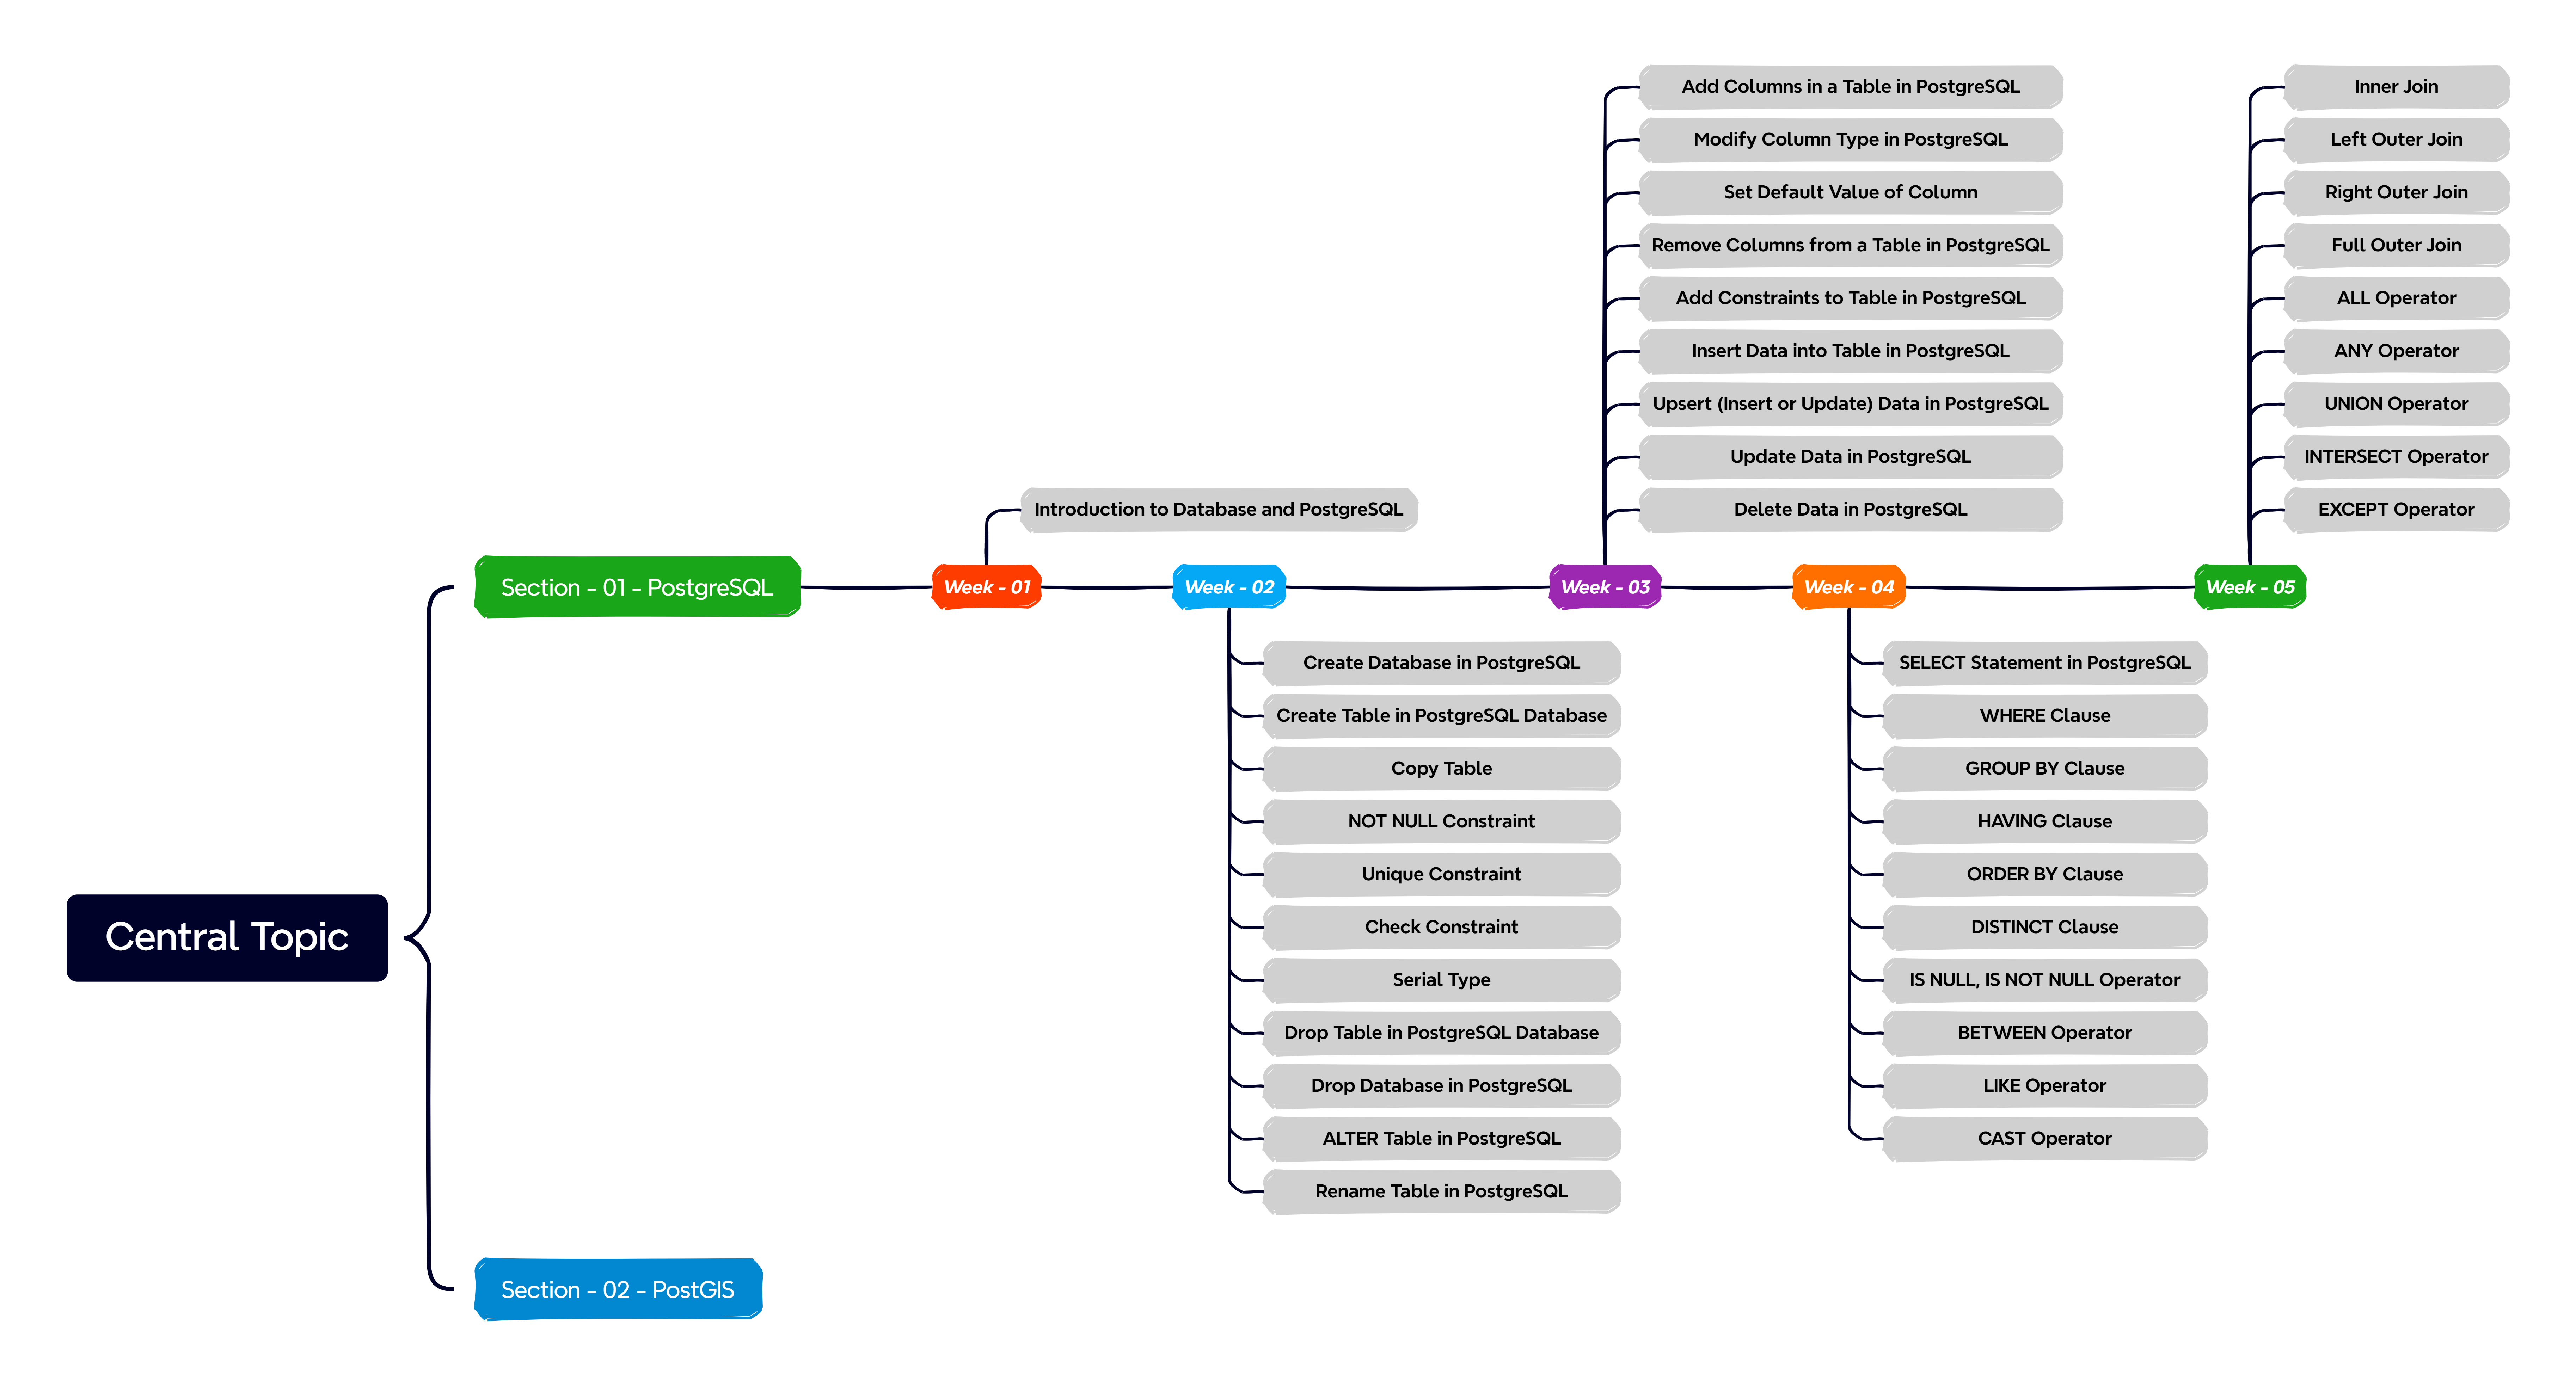 Central Topic
Section - 01 - PostgreSQL
Week - 01
Introduction to Database and PostgreSQL
Week - 02
Create Database in PostgreSQL
Create Table in PostgreSQL Database
Copy Table
NOT NULL Constraint
Unique Constraint
Check Constraint
Serial Type
Drop Table in PostgreSQL Database
Drop Database in PostgreSQL
ALTER Table in PostgreSQL
Rename Table in PostgreSQL
Week - 03
Add Columns in a Table in PostgreSQL
Modify Column Type in PostgreSQL
Set Default Value of Column
Remove Columns from a Table in PostgreSQL
Add Constraints to Table in PostgreSQL
Insert Data into Table in PostgreSQL
Upsert (Insert or Update) Data in PostgreSQL
Update Data in PostgreSQL
Delete Data in PostgreSQL
Week - 04
SELECT Statement in PostgreSQL
WHERE Clause
GROUP BY Clause
HAVING Clause
ORDER BY Clause
DISTINCT Clause
IS NULL, IS NOT NULL Operator
BETWEEN Operator
LIKE Operator
CAST Operator
Week - 05
Inner Join
Left Outer Join
Right Outer Join
Full Outer Join
ALL Operator
ANY Operator
UNION Operator
INTERSECT Operator
EXCEPT Operator
Section - 02 - PostGIS